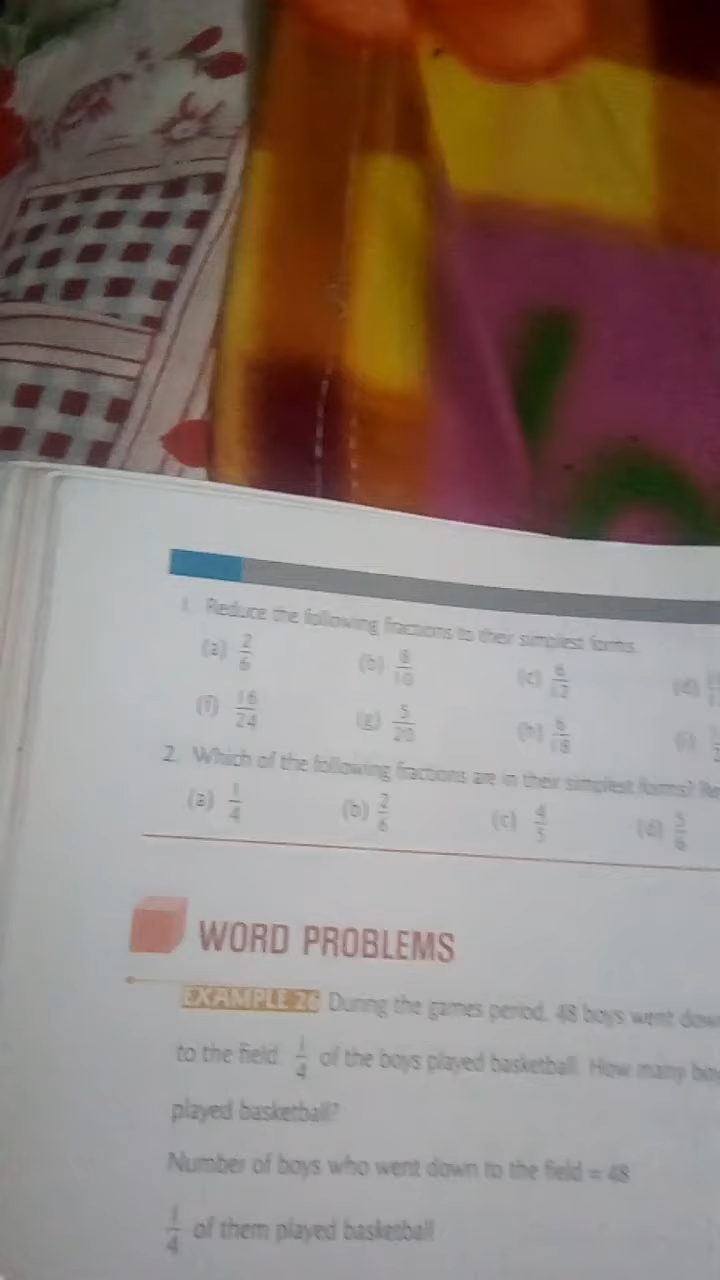 1. Reduce the following fractions to their simplest forms.
(a) 2/6 (b) 8/10 (c) 6/12 (d)
(f) 16/24 (g) 5/20 (h) 6/18 (i)
2. Which of the following fractions are in their simplest forms?
(a) 1/4 (b) 2/6 (c) 4/5 (d) 5/6
WORD PROBLEMS
EXAMPLE 26 During the games period, 48 boys went
to the field. 1/4 of the boys played basketball. How many
played basketball?
Number of boys who went down to the field = 48
1/4 of them played basketball